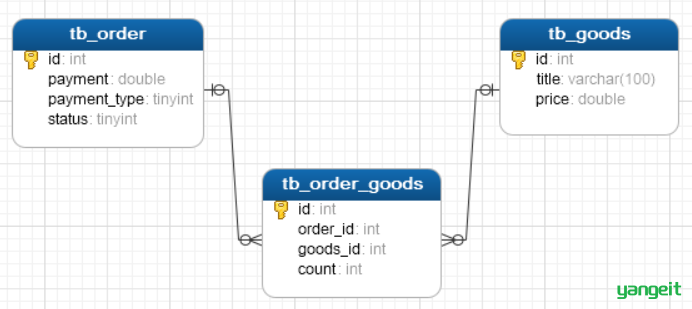 tb_order
id: int
payment: double
payment_type: tinyint
status: tinyint
tb_goods
id: int
title: varchar(100)
price: double
tb_order_goods
id: int
order_id: int
goods_id: int
count: int
yangeit